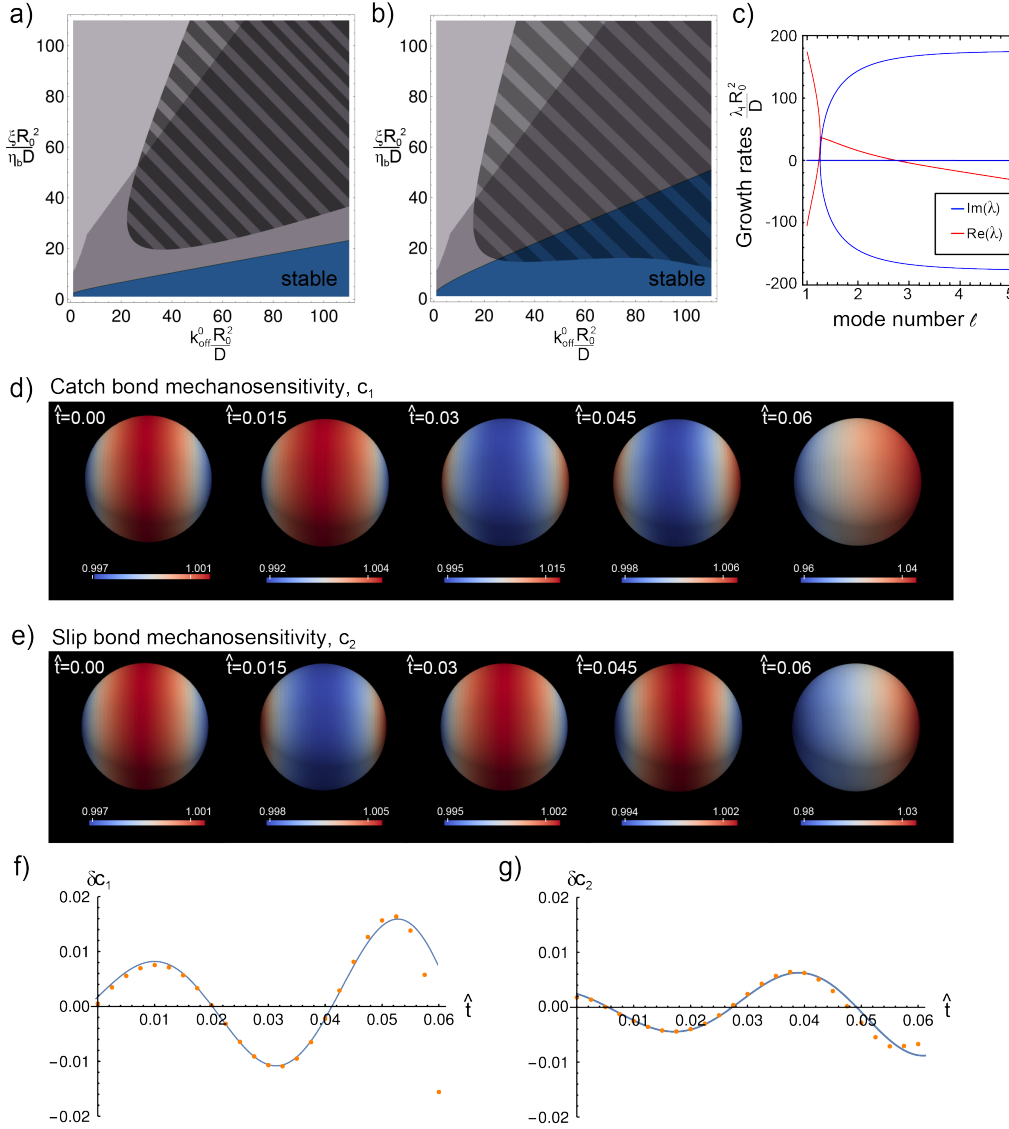 a)
b)
c)
100
80
60
40
20
0
ξR₀²
η_bD
0 20 40 60 80 100
k⁰_off R₀²
D
stable
100
80
60
40
20
0
ξR₀²
η_bD
0 20 40 60 80 100
k⁰_off R₀²
D
stable
Growth rates λ₁R₀²
D
200
100
0
-100
-200
1 2 3 4 5
mode number ℓ
Im(λ)
Re(λ)
d) Catch bond mechanosensitivity, c₁
t̂=0.00 t̂=0.015 t̂=0.03 t̂=0.045 t̂=0.06
0.997 1.001 0.992 1.004 0.995 1.015 0.998 1.006 0.96 1.04
e) Slip bond mechanosensitivity, c₂
t̂=0.00 t̂=0.015 t̂=0.03 t̂=0.045 t̂=0.06
0.997 1.001 0.998 1.005 0.995 1.002 0.994 1.002 0.98 1.03
f)
δc₁
0.02
0.01
0.00
−0.01
−0.02
0.01 0.02 0.03 0.04 0.05 0.06
t̂
g)
δc₂
0.02
0.01
0.00
−0.01
−0.02
0.01 0.02 0.03 0.04 0.05 0.06
t̂